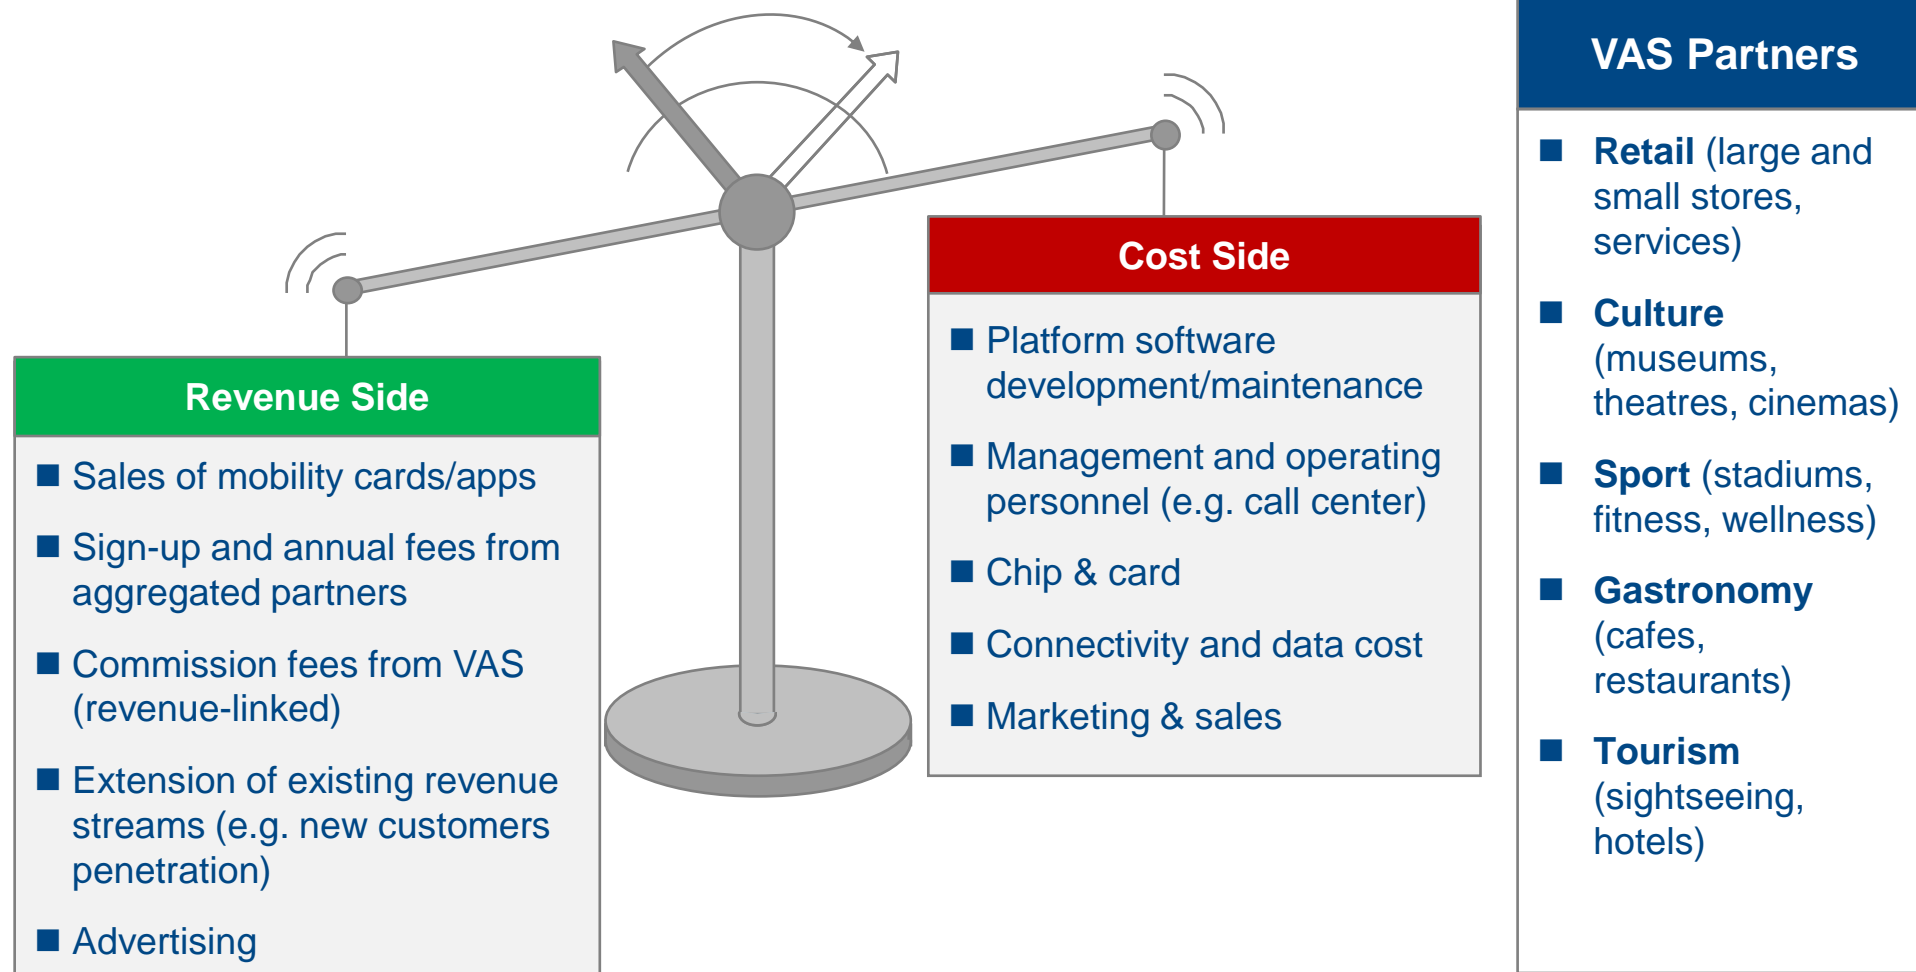 Revenue Side
Sales of mobility cards/apps
Sign-up and annual fees from
aggregated partners
Commission fees from VAS
(revenue-linked)
Extension of existing revenue
streams (e.g. new customers
penetration)
Advertising
Cost Side
Platform software
development/maintenance
Management and operating
personnel (e.g. call center)
Chip & card
Connectivity and data cost
Marketing & sales
VAS Partners
Retail (large and
small stores,
services)
Culture
(museums,
theatres, cinemas)
Sport (stadiums,
fitness, wellness)
Gastronomy
(cafes,
restaurants)
Tourism
(sightseeing,
hotels)